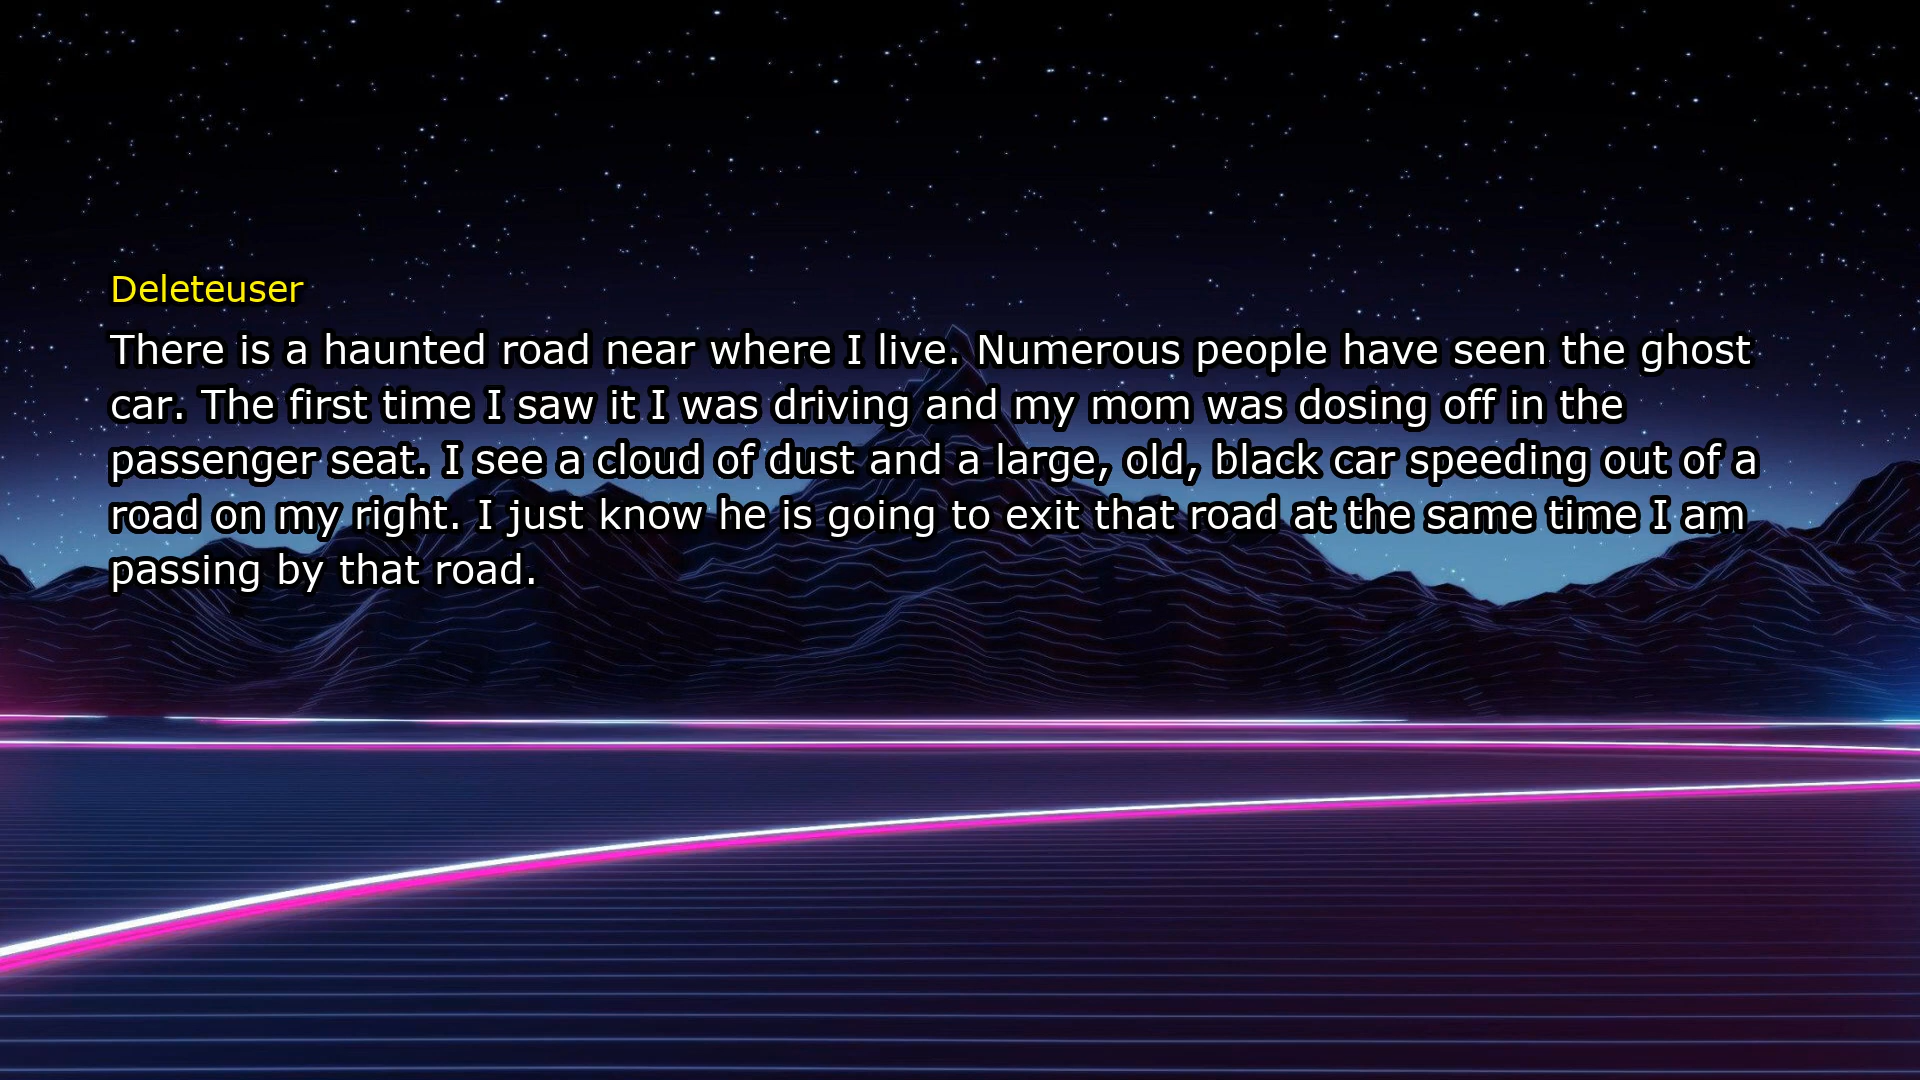 Deleteuser
There is a haunted road near where I live. Numerous people have seen the ghost
car. The first time I saw it I was driving and my mom was dosing off in the
passenger seat. I see a cloud of dust and a large, old, black car speeding out of a
road on my right. I just know he is going to exit that road at the same time I am
passing by that road.